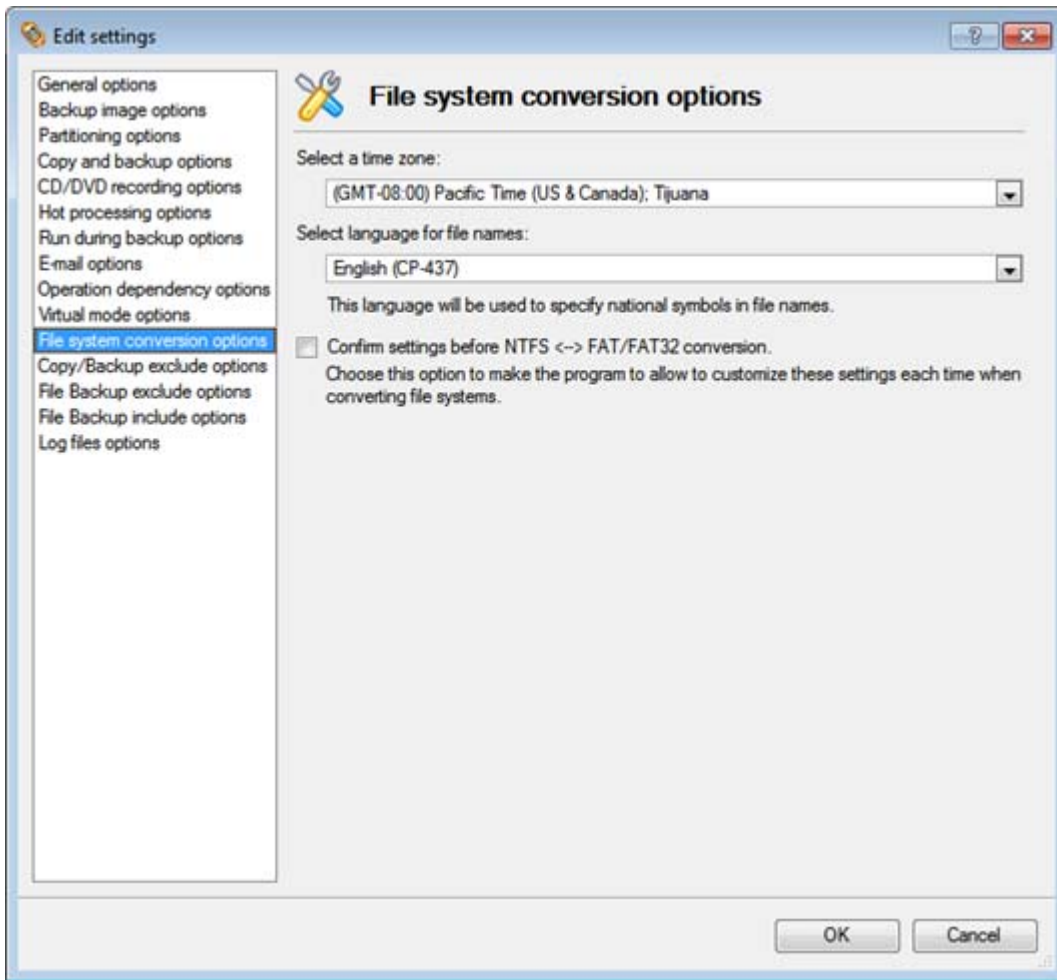 Edit settings
General options
Backup image options
Partitioning options
Copy and backup options
CD/DVD recording options
Hot processing options
Run during backup options
E-mail options
Operation dependency options
Virtual mode options
File system conversion options
Copy/Backup exclude options
File Backup exclude options
File Backup include options
Log files options
File system conversion options
Select a time zone:
(GMT-08:00) Pacific Time (US & Canada); Tijuana
Select language for file names:
English (CP-437)
This language will be used to specify national symbols in file names.
Confirm settings before NTFS <--> FAT/FAT32 conversion.
Choose this option to make the program to allow to customize these settings each time when
converting file systems.
OK
Cancel